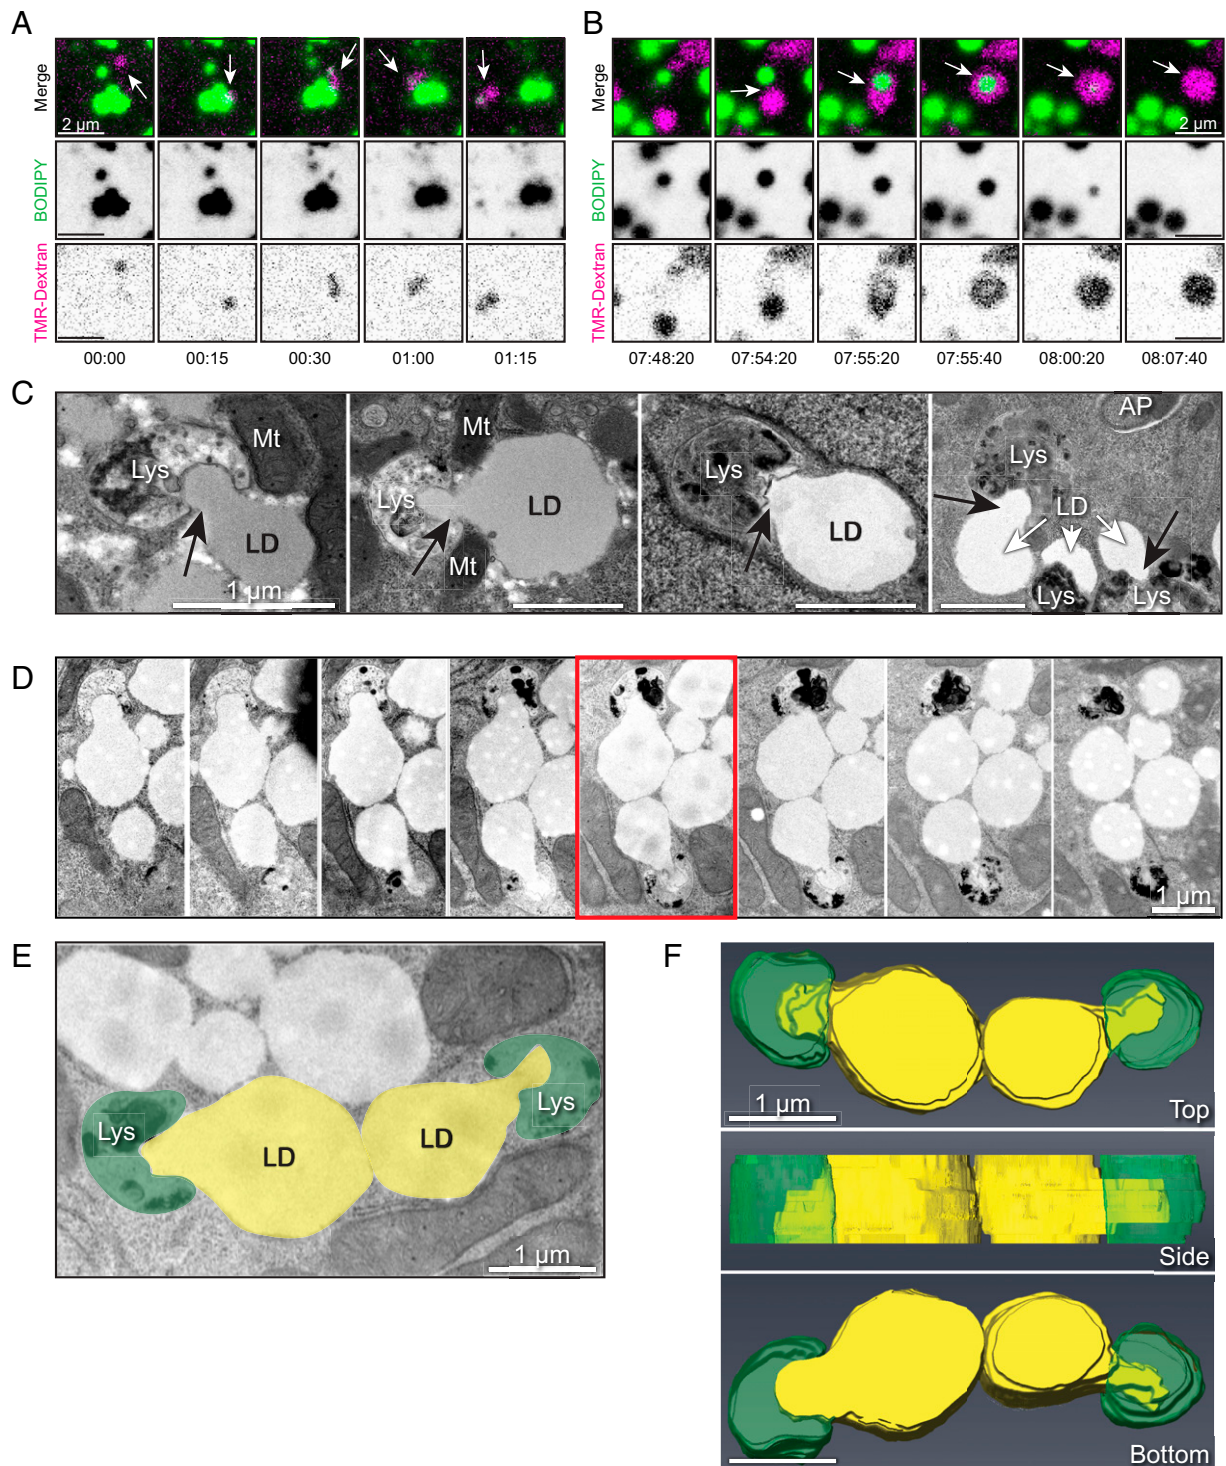 A
B
Merge
2 µm
BODIPY
TMR-Dextran
00:00 00:15 00:30 01:00 01:15
Merge
2 µm
BODIPY
TMR-Dextran
07:48:20 07:54:20 07:55:20 07:55:40 08:00:20 08:07:40
C
Lys
Mt
LD
1 µm
Mt
Lys
LD
Mt
Lys
LD
AP
Lys
LD
Lys
Lys
D
1 µm
E
Lys
LD
LD
Lys
1 µm
F
1 µm
Top
Side
Bottom